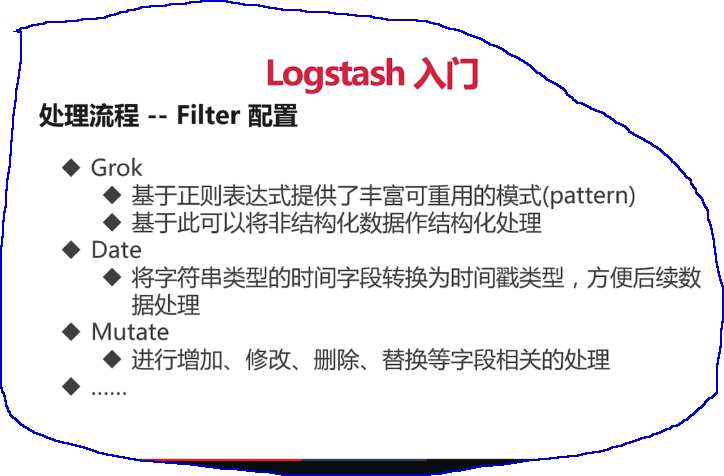 Logstash 入门
处理流程 -- Filter 配置
◆ Grok
◆ 基于正则表达式提供了丰富可重用的模式(pattern)
◆ 基于此可以将非结构化数据作结构化处理
◆ Date
◆ 将字符串类型的时间字段转换为时间戳类型，方便后续数
据处理
◆ Mutate
◆ 进行增加、修改、删除、替换等字段相关的处理
◆ ......